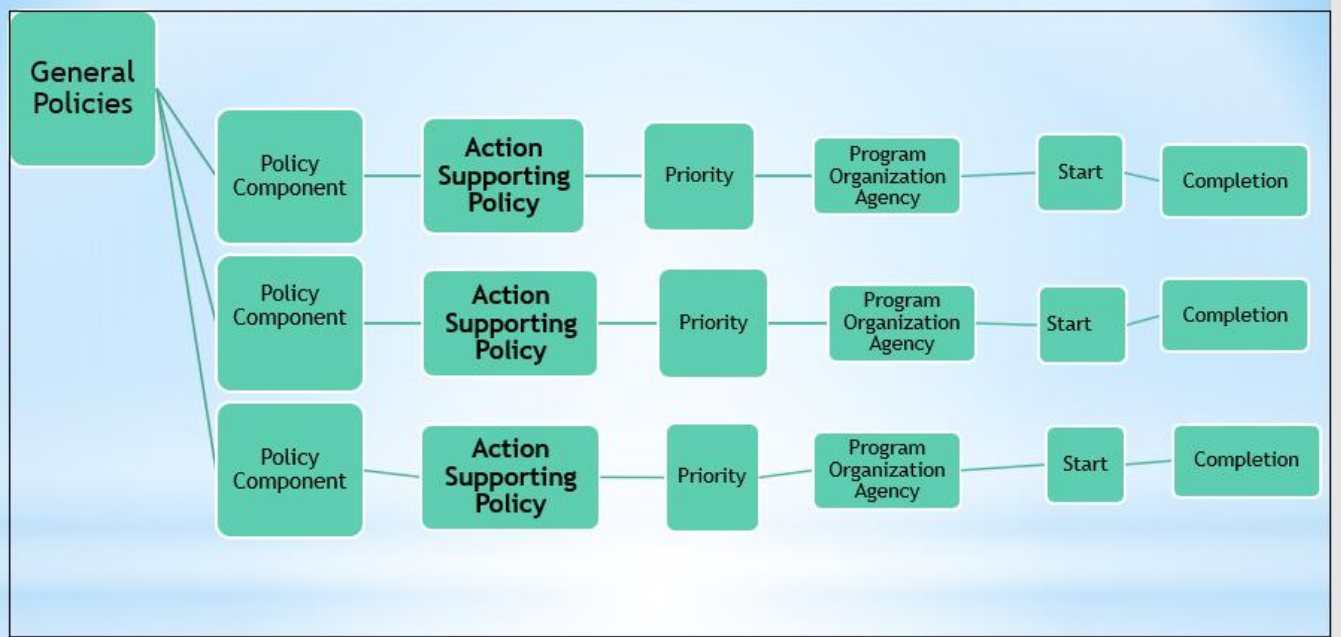 General
Policies
Policy
Component
Action
Supporting
Policy
Priority
Program
Organization
Agency
Start
Completion
Policy
Component
Action
Supporting
Policy
Priority
Program
Organization
Agency
Start
Completion
Policy
Component
Action
Supporting
Policy
Priority
Program
Organization
Agency
Start
Completion